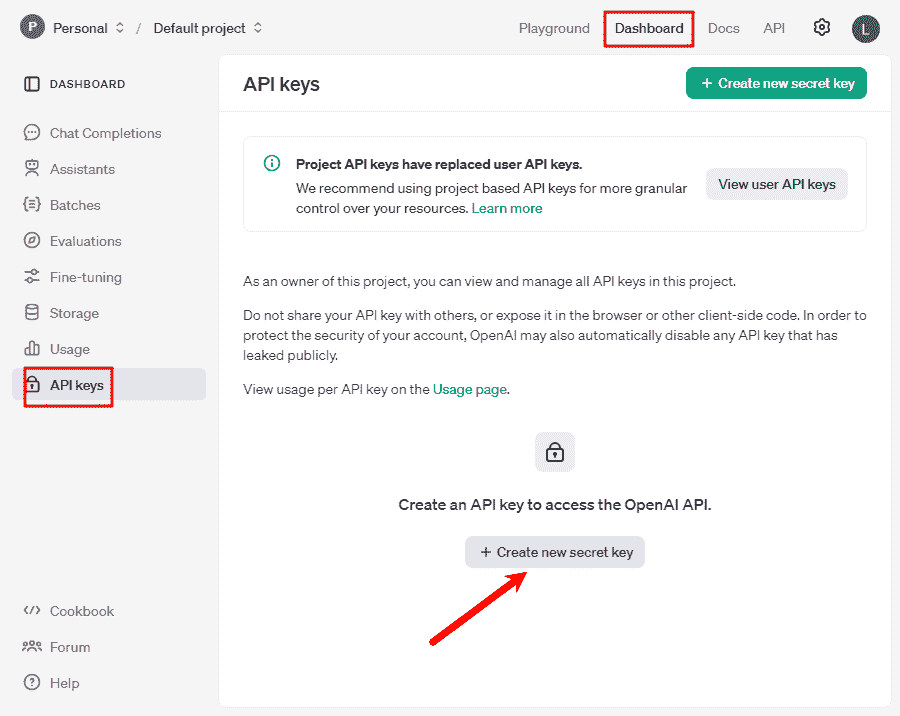 P Personal / Default project Playground Dashboard Docs API L
DASHBOARD
Chat Completions
Assistants
Batches
Evaluations
Fine-tuning
Storage
Usage
API keys
Cookbook
Forum
Help
API keys
+ Create new secret key
Project API keys have replaced user API keys.
We recommend using project based API keys for more granular
control over your resources. Learn more
View user API keys
As an owner of this project, you can view and manage all API keys in this project.
Do not share your API key with others, or expose it in the browser or other client-side code. In order to
protect the security of your account, OpenAI may also automatically disable any API key that has
leaked publicly.
View usage per API key on the Usage page.
Create an API key to access the OpenAI API.
+ Create new secret key